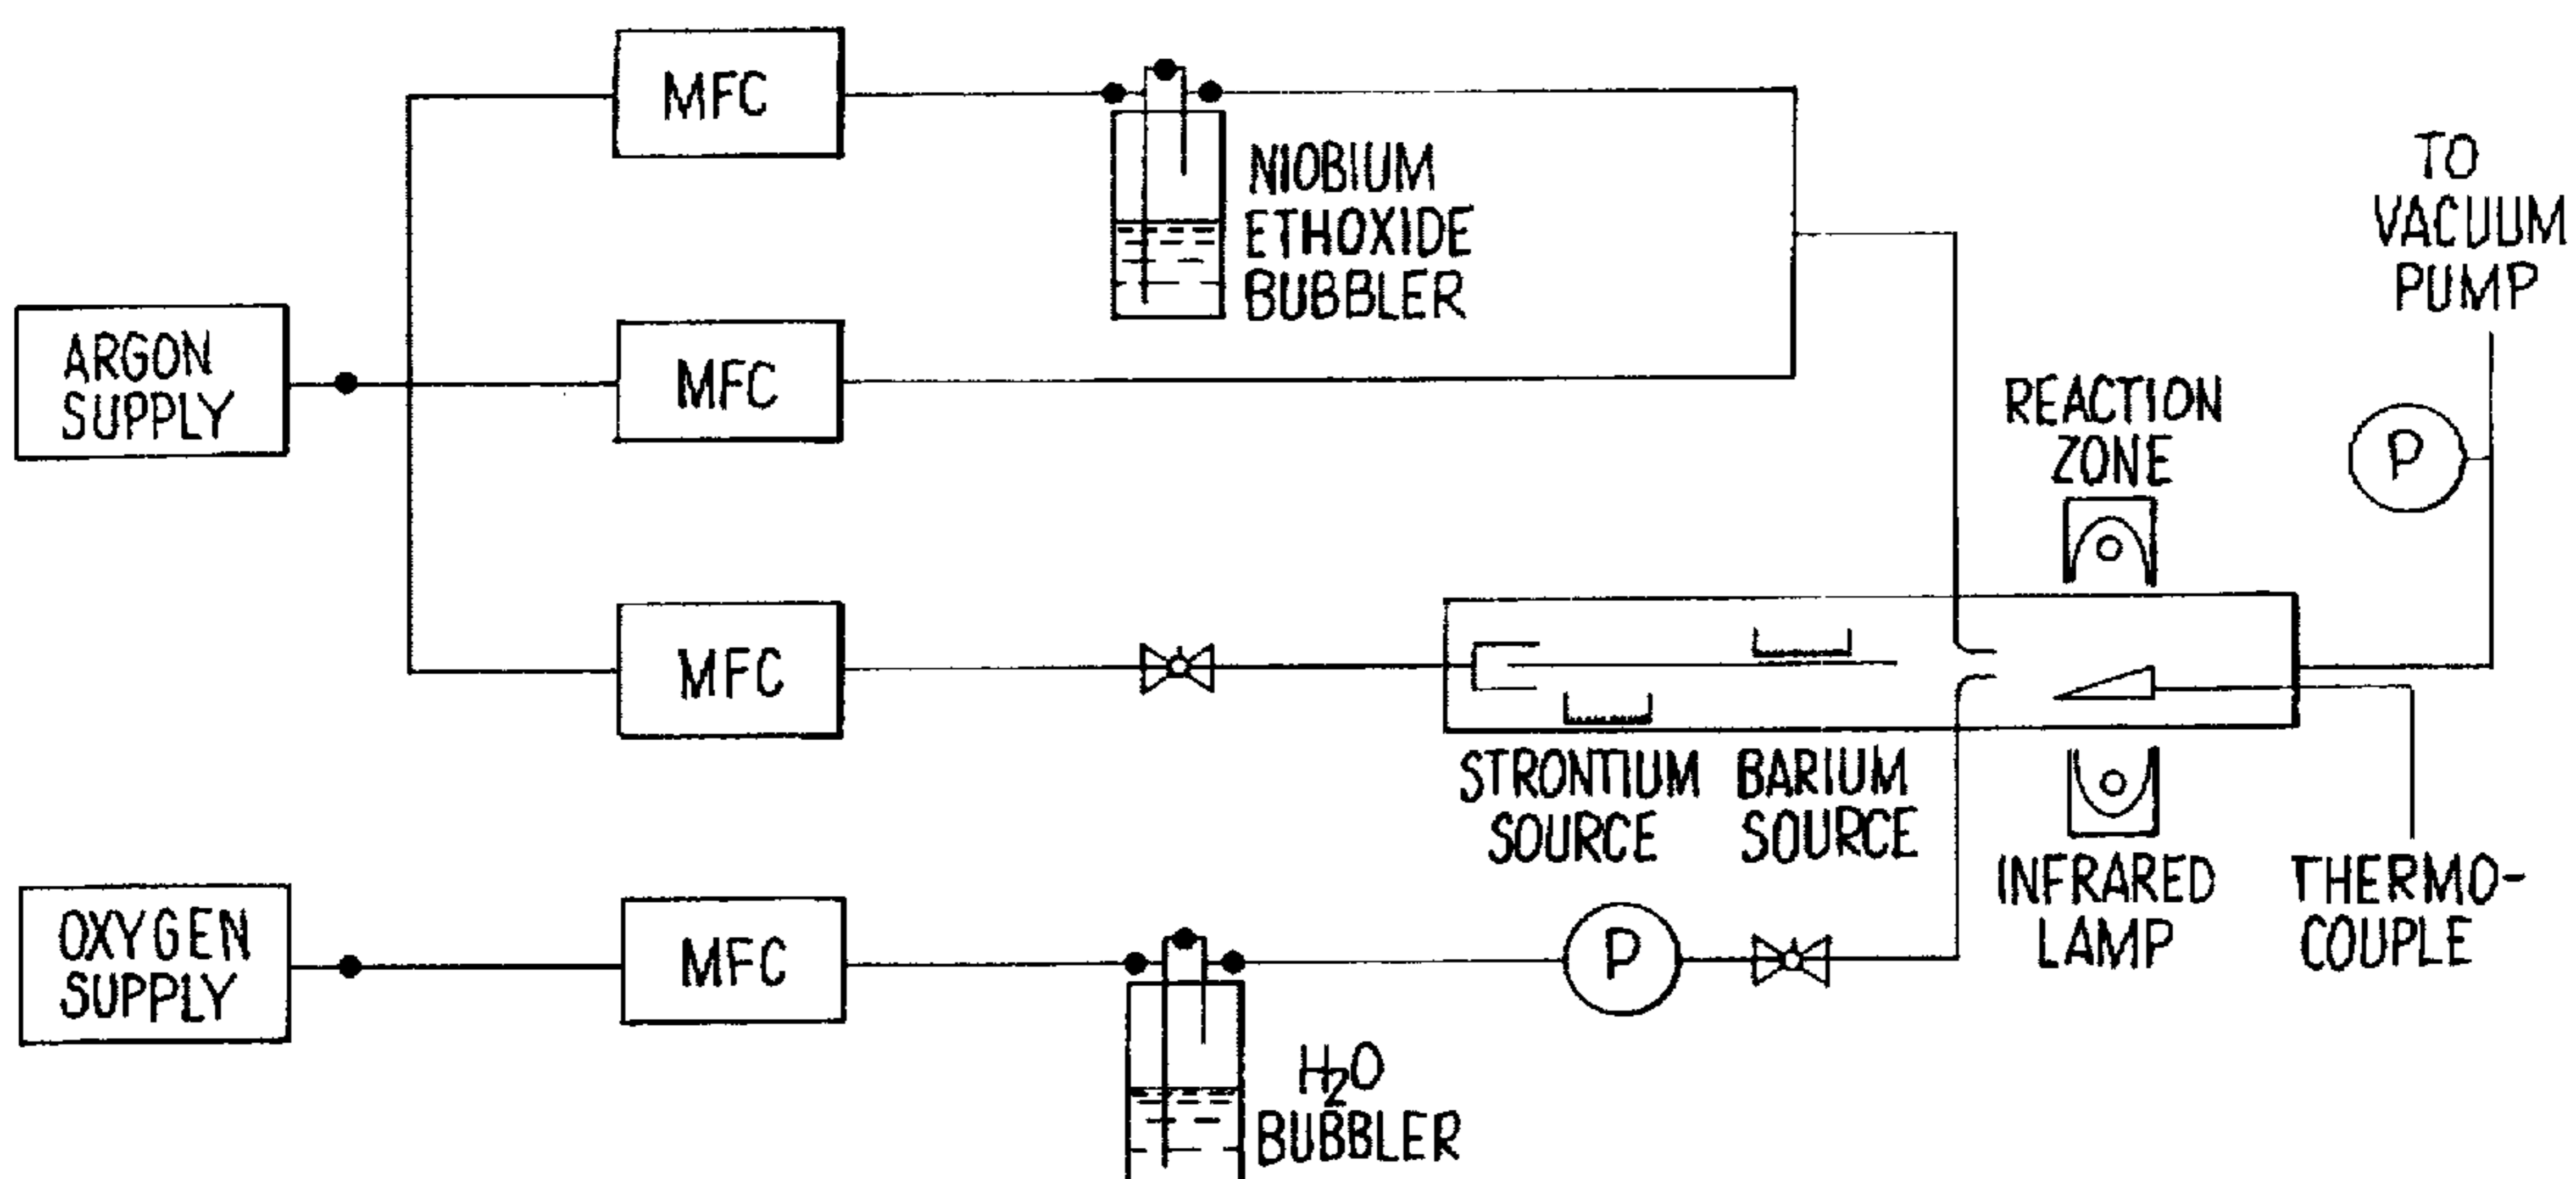 MFC
NIOBIUM
ETHOXIDE
BUBBLER
TO
VACUUM
PUMP
ARGON
SUPPLY
MFC
REACTION
ZONE
P
MFC
STRONTIUM
SOURCE
BARIUM
SOURCE
INFRARED
LAMP
THERMO-
COUPLE
OXYGEN
SUPPLY
MFC
P
H₂O
BUBBLER